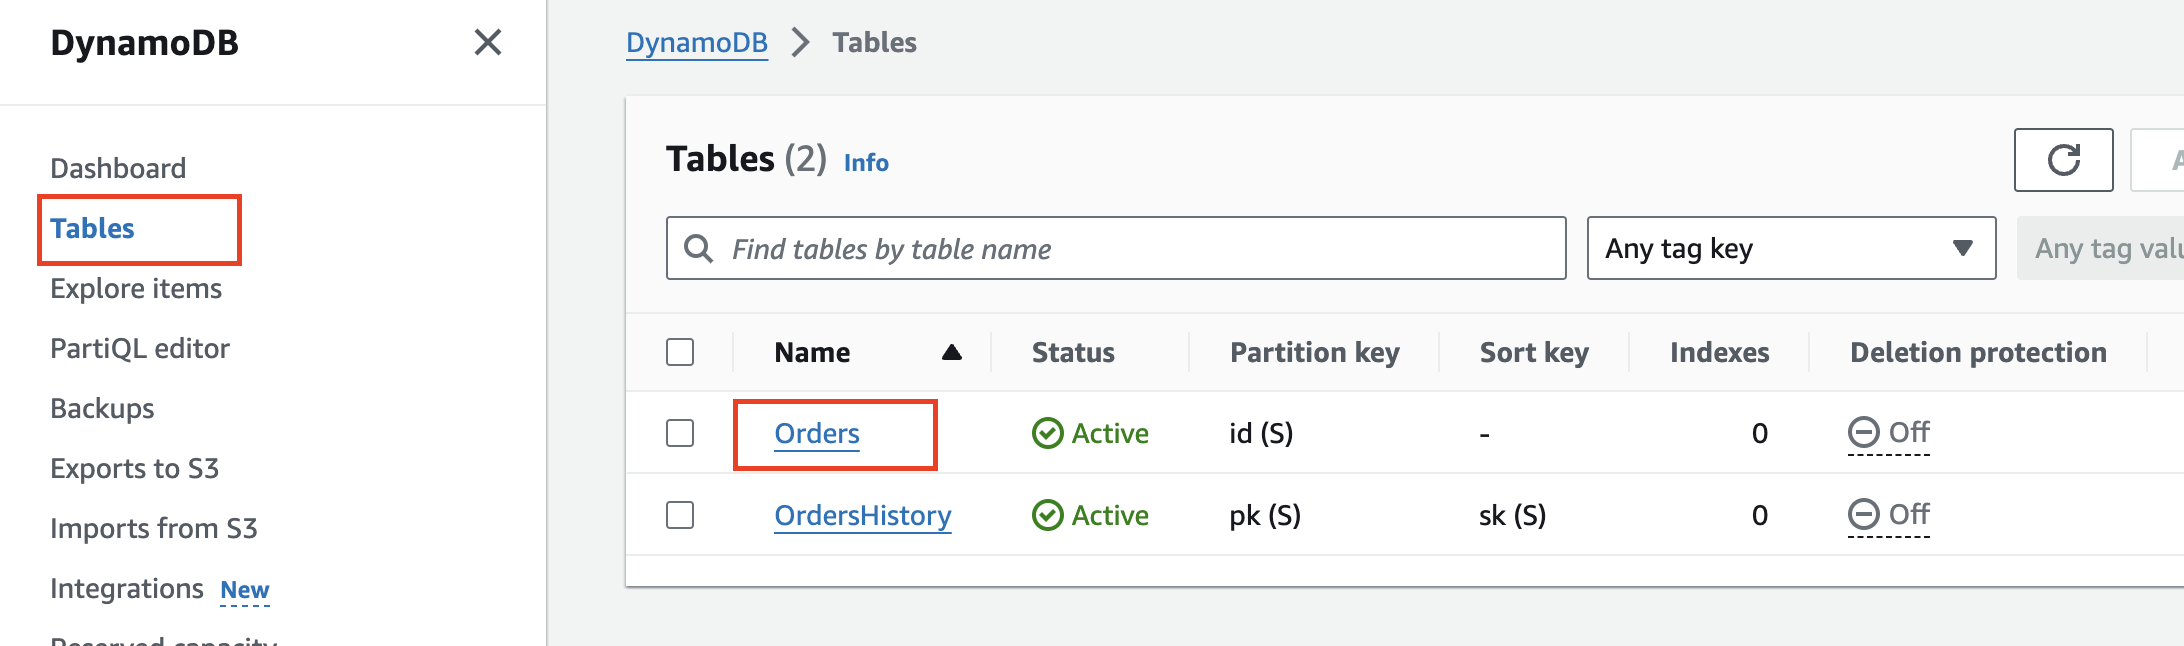 DynamoDB
Dashboard
Tables
Explore items
PartiQL editor
Backups
Exports to S3
Imports from S3
Integrations New
Reserved capacity
DynamoDB > Tables
Tables (2) Info
Find tables by table name
Any tag key
Any tag
Name Status Partition key Sort key Indexes Deletion protection
Orders Active id (S) - 0 Off
OrdersHistory Active pk (S) sk (S) 0 Off